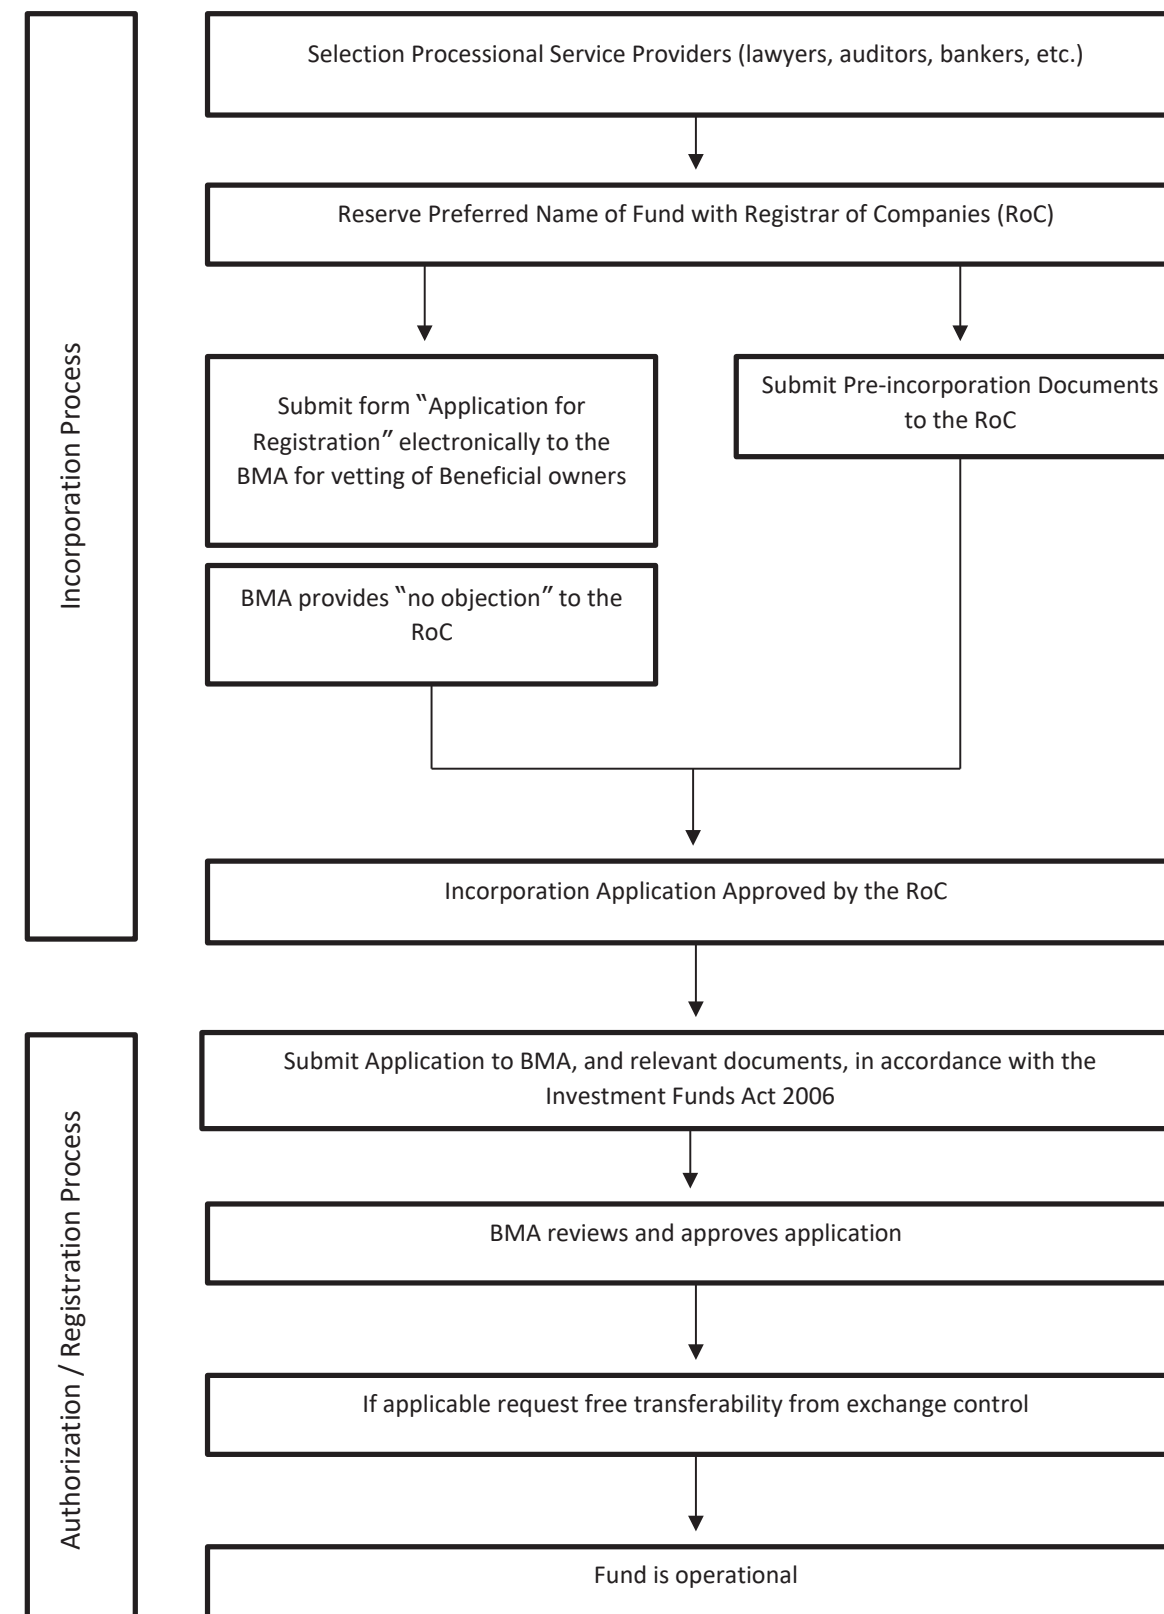 Incorporation Process
Selection Processional Service Providers (lawyers, auditors, bankers, etc.)
Reserve Preferred Name of Fund with Registrar of Companies (RoC)
Submit form “Application for
Registration” electronically to the
BMA for vetting of Beneficial owners
Submit Pre-incorporation Documents
to the RoC
BMA provides “no objection” to the
RoC
Incorporation Application Approved by the RoC
Authorization / Registration Process
Submit Application to BMA, and relevant documents, in accordance with the
Investment Funds Act 2006
BMA reviews and approves application
If applicable request free transferability from exchange control
Fund is operational